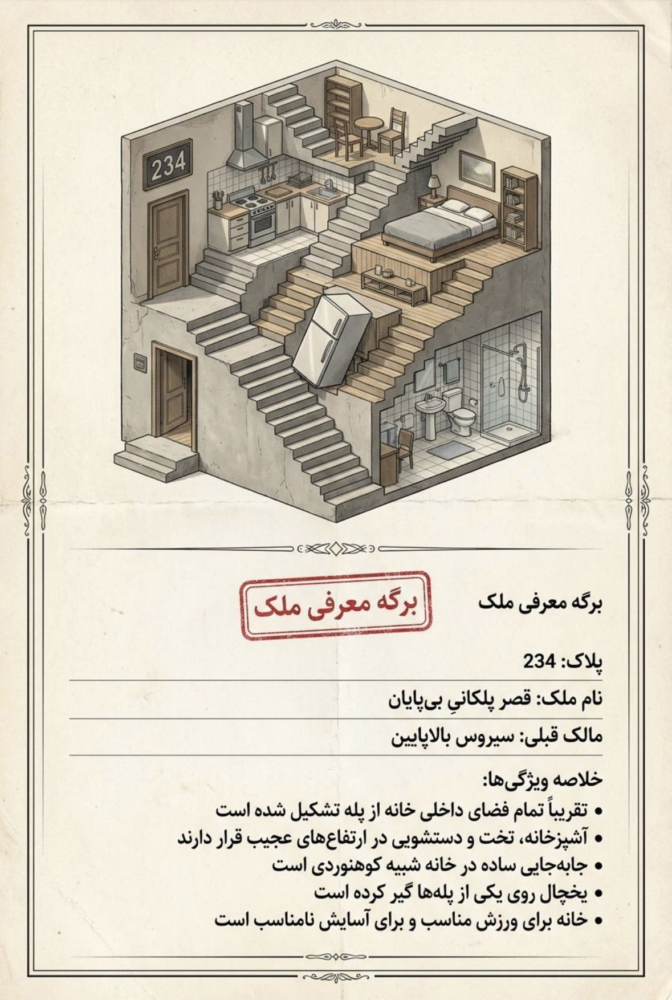 234
برگه معرفی ملک
برگه معرفی ملک
پلاک: 234
نام ملک: قصر پلکانیِ بی‌پایان
مالک قبلی: سیروس بالاپایین
خلاصه ویژگی‌ها:
• تقریباً تمام فضای داخلی خانه از پله تشکیل شده است
• آشپزخانه، تخت و دستشویی در ارتفاع‌های عجیب قرار دارند
• جابه‌جایی ساده در خانه شبیه کوهنوردی است
• یخچال روی یکی از پله‌ها گیر کرده است
• خانه برای ورزش مناسب و برای آسایش نامناسب است